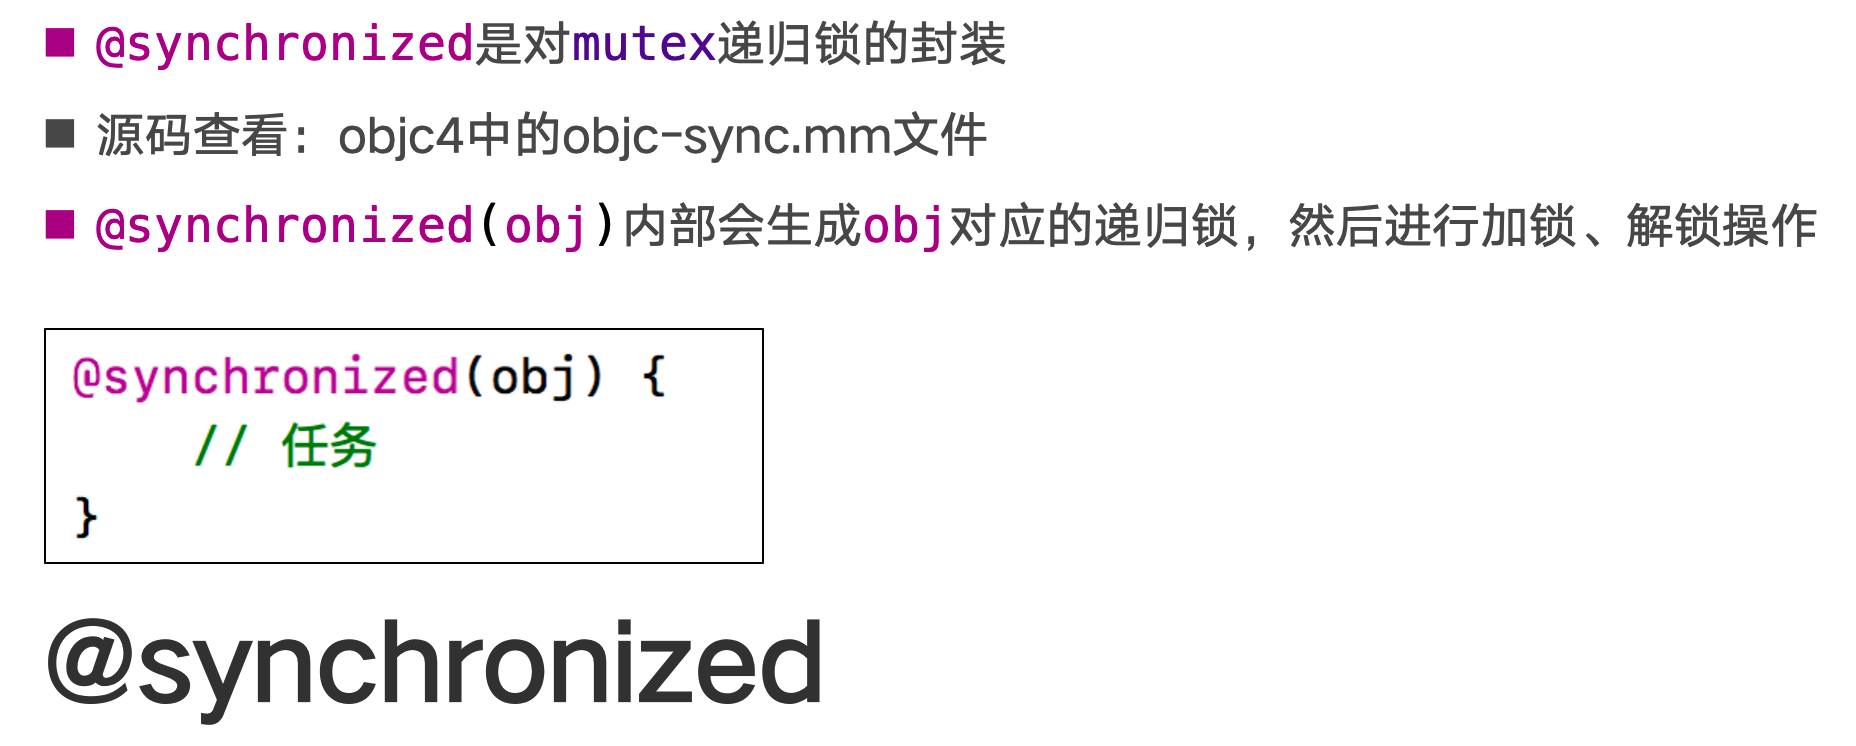 @synchronized是对mutex递归锁的封装
源码查看：objc4中的objc-sync.mm文件
@synchronized(obj)内部会生成obj对应的递归锁，然后进行加锁、解锁操作
@synchronized(obj) {
    // 任务
}
@synchronized